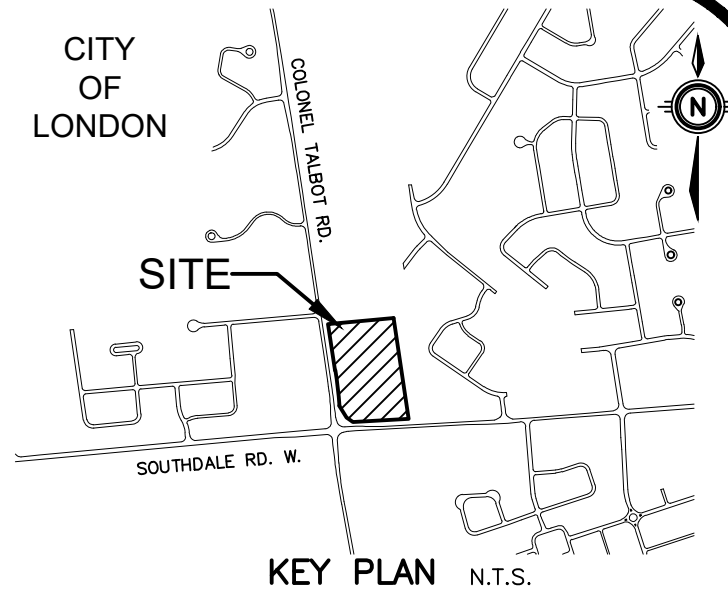 CITY
OF
LONDON
COLONEL TALBOT RD.
N
SITE
SOUTHDALE RD. W.
KEY PLAN N.T.S.